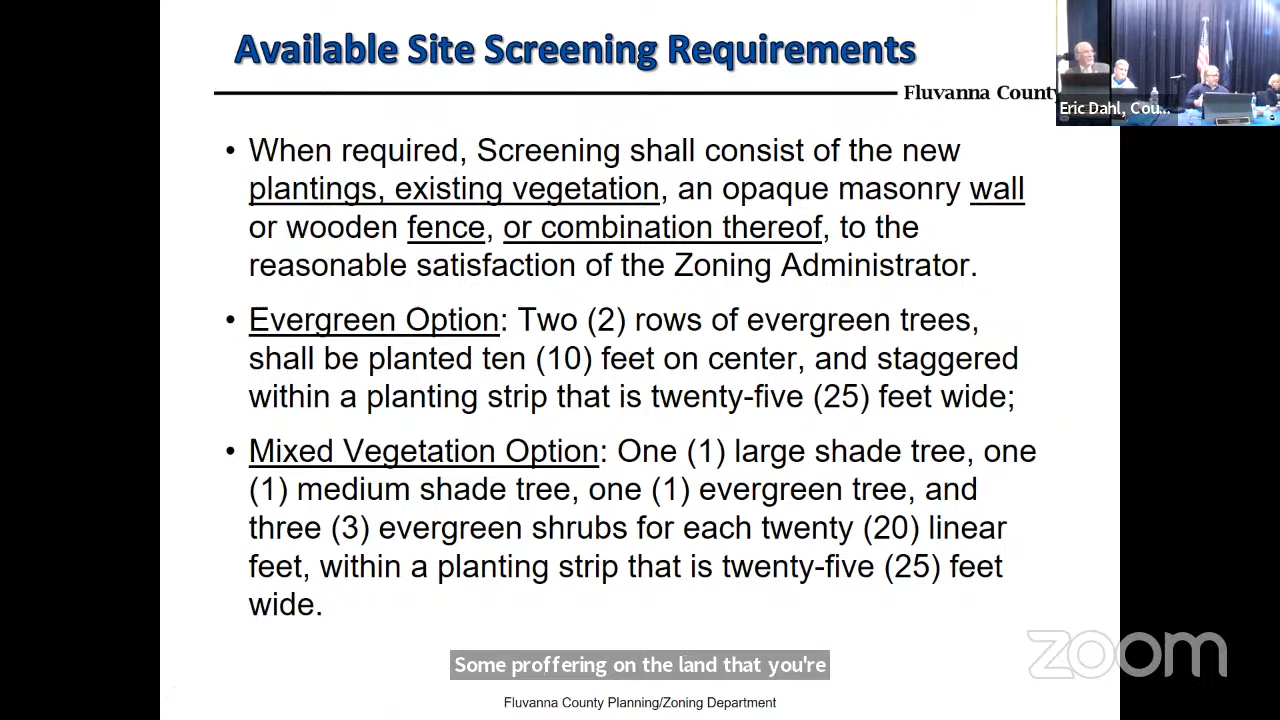 Available Site Screening Requirements
Fluvanna County
Eric Dahl, Cou...
• When required, Screening shall consist of the new
plantings, existing vegetation, an opaque masonry wall
or wooden fence, or combination thereof, to the
reasonable satisfaction of the Zoning Administrator.
• Evergreen Option: Two (2) rows of evergreen trees,
shall be planted ten (10) feet on center, and staggered
within a planting strip that is twenty-five (25) feet wide;
• Mixed Vegetation Option: One (1) large shade tree, one
(1) medium shade tree, one (1) evergreen tree, and
three (3) evergreen shrubs for each twenty (20) linear
feet, within a planting strip that is twenty-five (25) feet
wide.
zoom
Some proffering on the land that you're
Fluvanna County Planning/Zoning Department